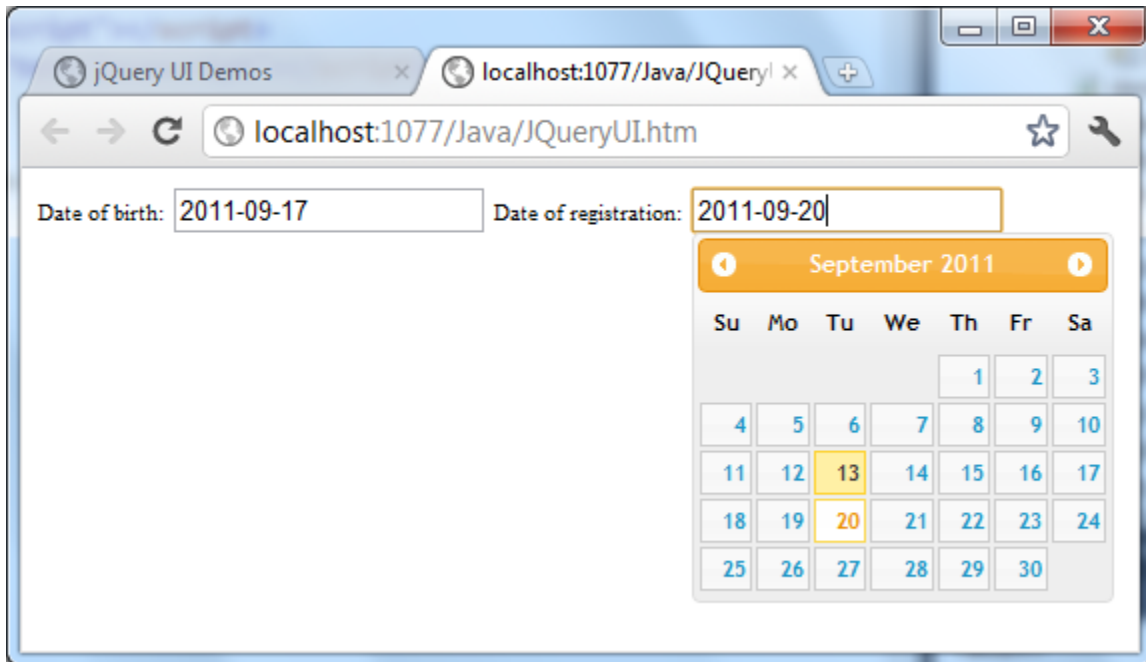 jQuery UI Demos
localhost:1077/Java/JQueryU
localhost:1077/Java/JQueryUI.htm
Date of birth: 2011-09-17 Date of registration: 2011-09-20
September 2011
Su Mo Tu We Th Fr Sa
1 2 3
4 5 6 7 8 9 10
11 12 13 14 15 16 17
18 19 20 21 22 23 24
25 26 27 28 29 30